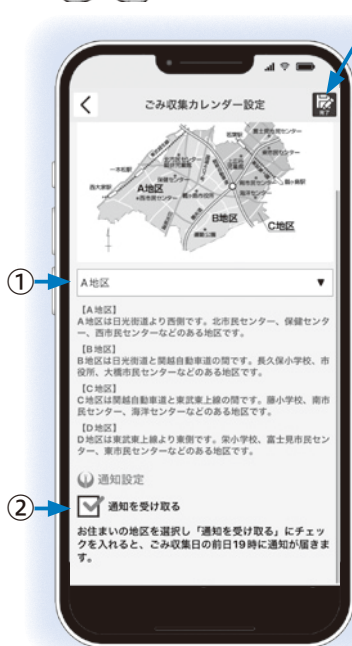 ごみ収集カレンダー設定
完了
A地区
B地区
C地区
①
A地区 ▼
【A地区】
A地区は日光街道より西側です。北市民センター、保健センタ
ー、西市民センターなどのある地区です。
【B地区】
B地区は日光街道と関越自動車道の間です。長久保小学校、市
役所、大橋市民センターなどのある地区です。
【C地区】
C地区は関越自動車道と東武東上線の間です。藤小学校、南市
民センター、海洋センターなどのある地区です。
【D地区】
D地区は東武東上線より東側です。栄小学校、富士見市民セン
ター、東市民センターなどのある地区です。
通知設定
②
通知を受け取る
お住まいの地区を選択し「通知を受け取る」にチェッ
クを入れると、ごみ収集日の前日19時に通知が届きま
す。